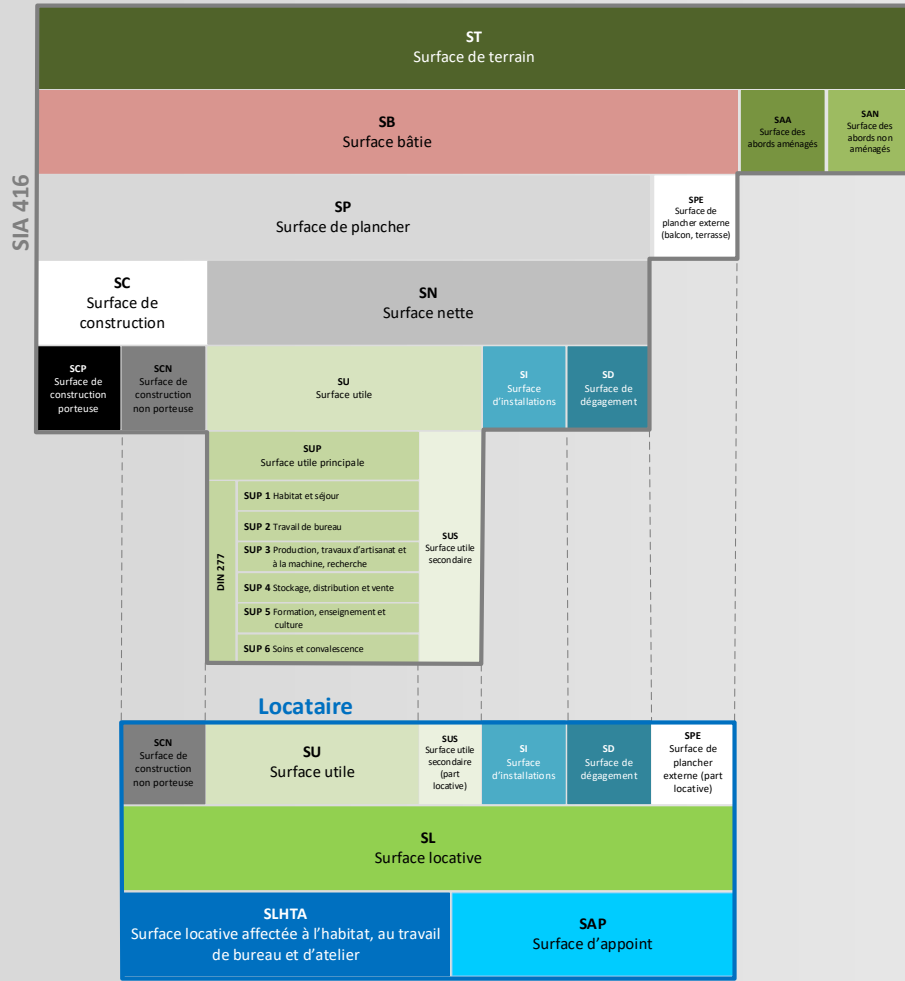 SIA 416
ST
Surface de terrain
SB
Surface bâtie
SAA
Surface des
abords aménagés
SAN
Surface des
abords non
aménagés
SP
Surface de plancher
SPE
Surface de
plancher externe
(balcon, terrasse)
SC
Surface de
construction
SN
Surface nette
SCP
Surface de
construction
porteuse
SCN
Surface de
construction
non porteuse
SU
Surface utile
SI
Surface
d'installations
SD
Surface de
dégagement
SUP
Surface utile principale
DIN 277
SUP 1 Habitat et séjour
SUP 2 Travail de bureau
SUP 3 Production, travaux d'artisanat et
à la machine, recherche
SUP 4 Stockage, distribution et vente
SUP 5 Formation, enseignement et
culture
SUP 6 Soins et convalescence
SUS
Surface utile
secondaire
Locataire
SCN
Surface de
construction
non porteuse
SU
Surface utile
SUS
Surface utile
secondaire
(part
locative)
SI
Surface
d'installations
SD
Surface de
dégagement
SPE
Surface de
plancher
externe (part
locative)
SL
Surface locative
SLHTA
Surface locative affectée à l'habitat, au travail
de bureau et d'atelier
SAP
Surface d'appoint